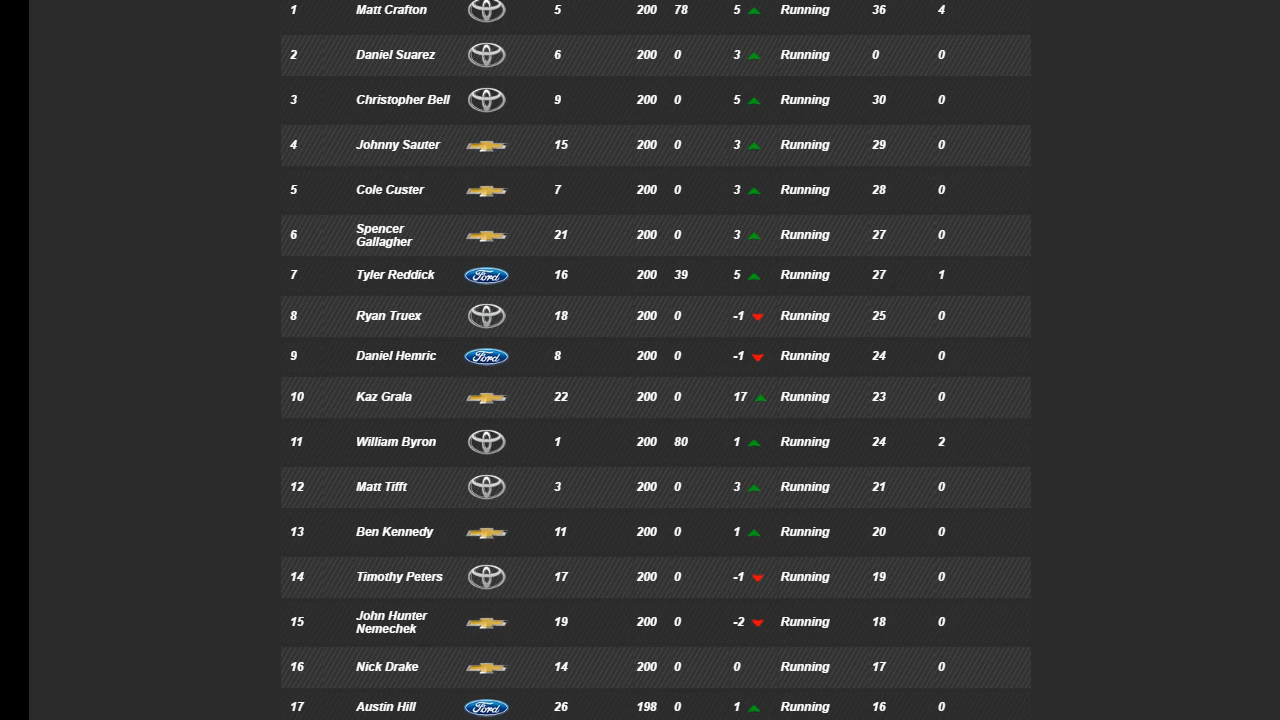 1 Matt Crafton 5 200 78 5 Running 36 4
2 Daniel Suarez 6 200 0 3 Running 0 0
3 Christopher Bell 9 200 0 5 Running 30 0
4 Johnny Sauter 15 200 0 3 Running 29 0
5 Cole Custer 7 200 0 3 Running 28 0
6 Spencer Gallagher 21 200 0 3 Running 27 0
7 Tyler Reddick Ford 16 200 39 5 Running 27 1
8 Ryan Truex 18 200 0 -1 Running 25 0
9 Daniel Hemric Ford 8 200 0 -1 Running 24 0
10 Kaz Grala 22 200 0 17 Running 23 0
11 William Byron 1 200 80 1 Running 24 2
12 Matt Tifft 3 200 0 3 Running 21 0
13 Ben Kennedy 11 200 0 1 Running 20 0
14 Timothy Peters 17 200 0 -1 Running 19 0
15 John Hunter Nemechek 19 200 0 -2 Running 18 0
16 Nick Drake 14 200 0 0 Running 17 0
17 Austin Hill Ford 26 198 0 1 Running 16 0